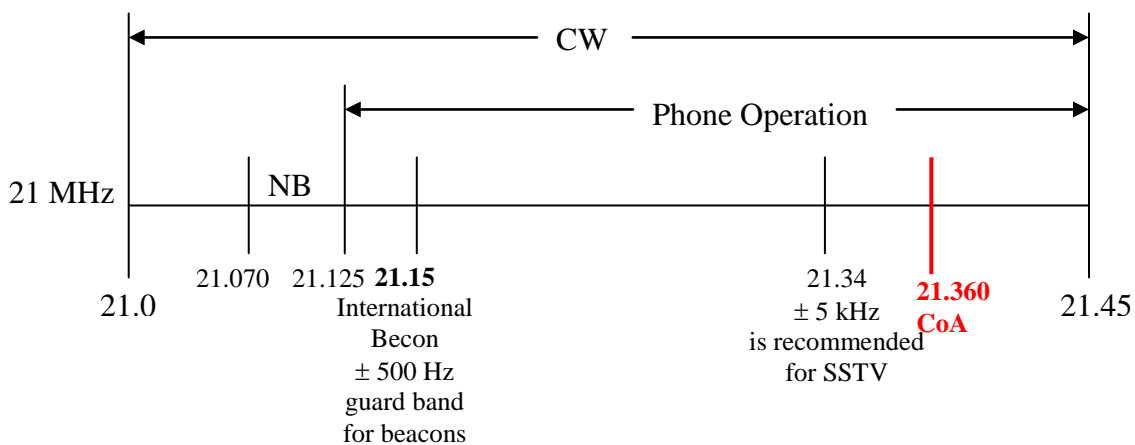 CW
Phone Operation
21 MHz
NB
21.0
21.070
21.125
21.15
International
Becon
± 500 Hz
guard band
for beacons
21.34
± 5 kHz
is recommended
for SSTV
21.360
CoA
21.45